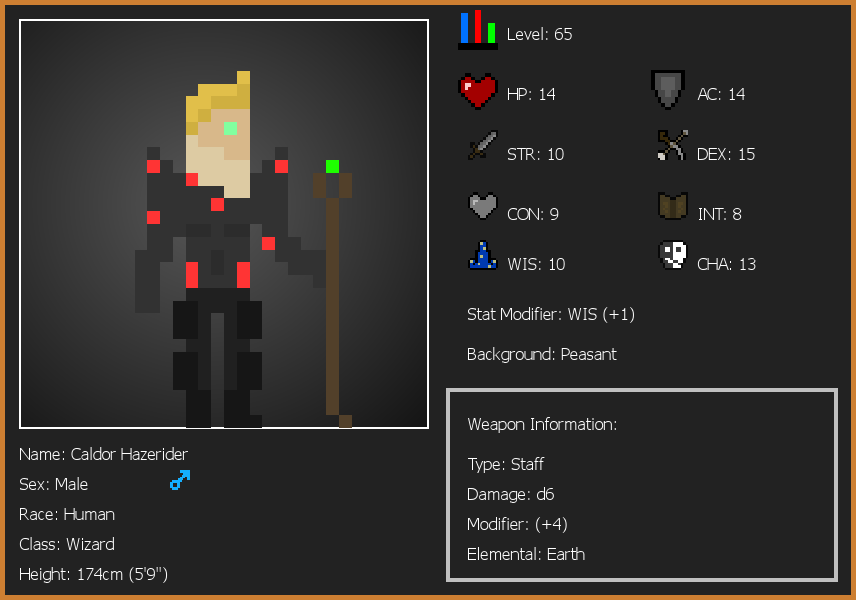 Level: 65
HP: 14
AC: 14
STR: 10
DEX: 15
CON: 9
INT: 8
WIS: 10
CHA: 13
Stat Modifier: WIS (+1)
Background: Peasant
Weapon Information:
Type: Staff
Damage: d6
Modifier: (+4)
Elemental: Earth
Name: Caldor Hazerider
Sex: Male
Race: Human
Class: Wizard
Height: 174cm (5'9")